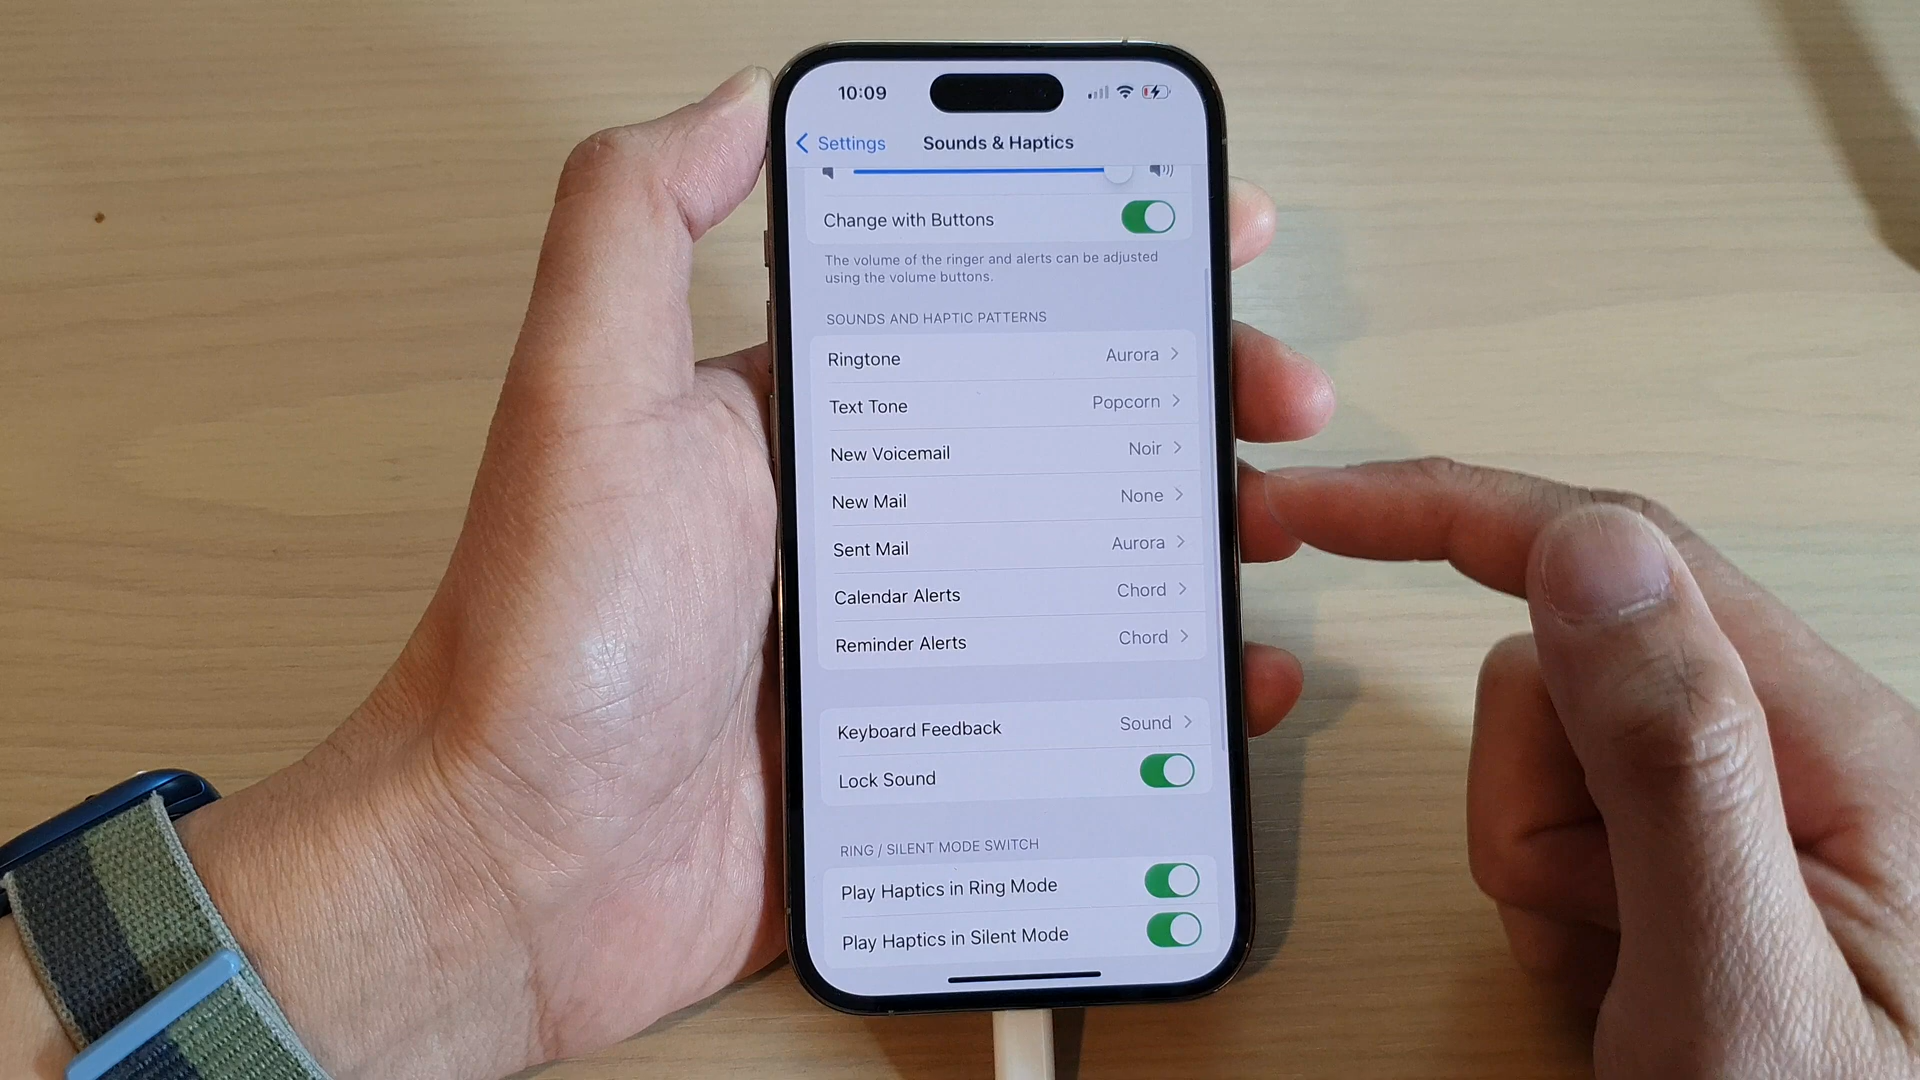 10:09
Settings
Sounds & Haptics
Change with Buttons
The volume of the ringer and alerts can be adjusted
using the volume buttons.
SOUNDS AND HAPTIC PATTERNS
Ringtone Aurora
Text Tone Popcorn
New Voicemail Noir
New Mail None
Sent Mail Aurora
Calendar Alerts Chord
Reminder Alerts Chord
Keyboard Feedback Sound
Lock Sound
RING / SILENT MODE SWITCH
Play Haptics in Ring Mode
Play Haptics in Silent Mode